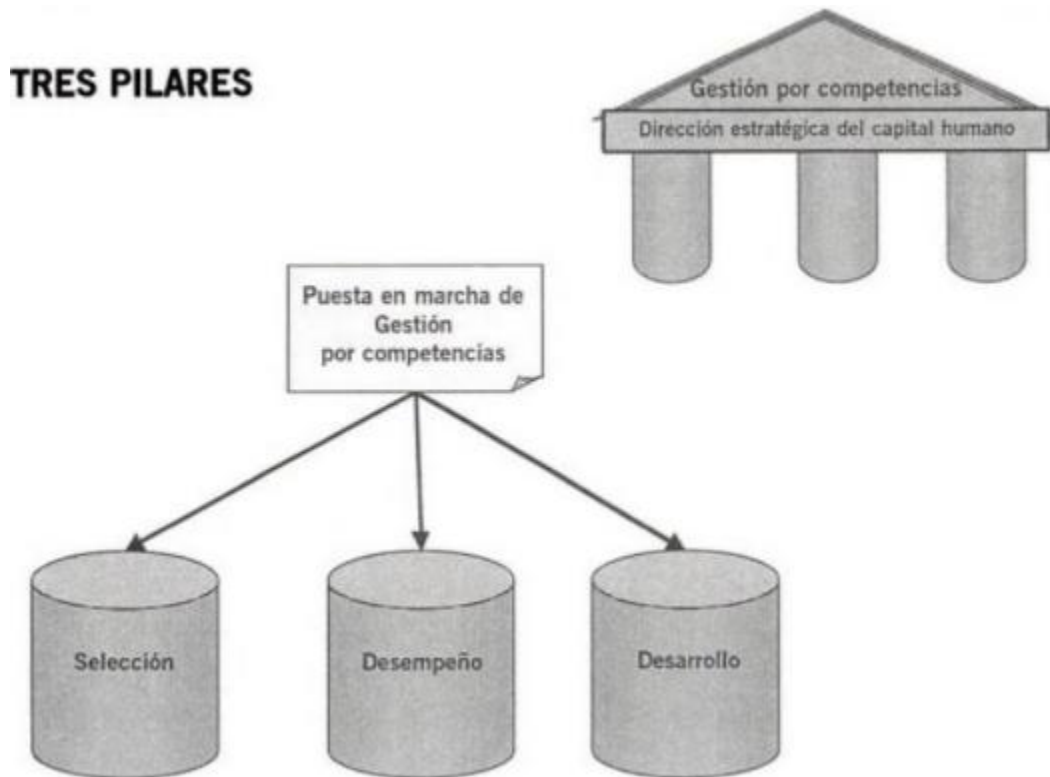 TRES PILARES
Gestión por competencias
Dirección estratégica del capital humano
Puesta en marcha de
Gestión
por competencias
Selección
Desempeño
Desarrollo